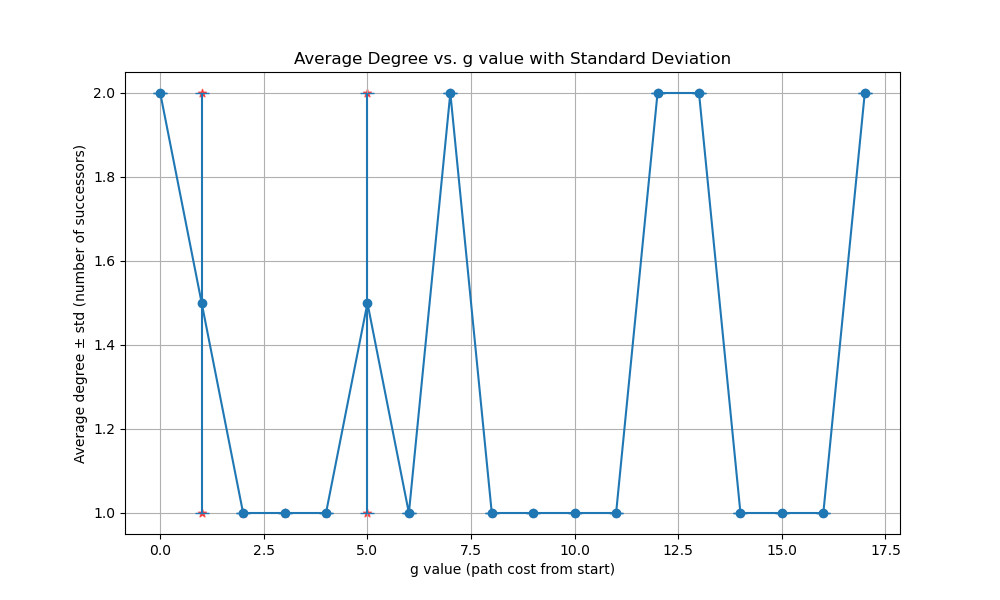 Average Degree vs. g value with Standard Deviation
Average degree ± std (number of successors)
2.0
1.8
1.6
1.4
1.2
1.0
0.0 2.5 5.0 7.5 10.0 12.5 15.0 17.5
g value (path cost from start)